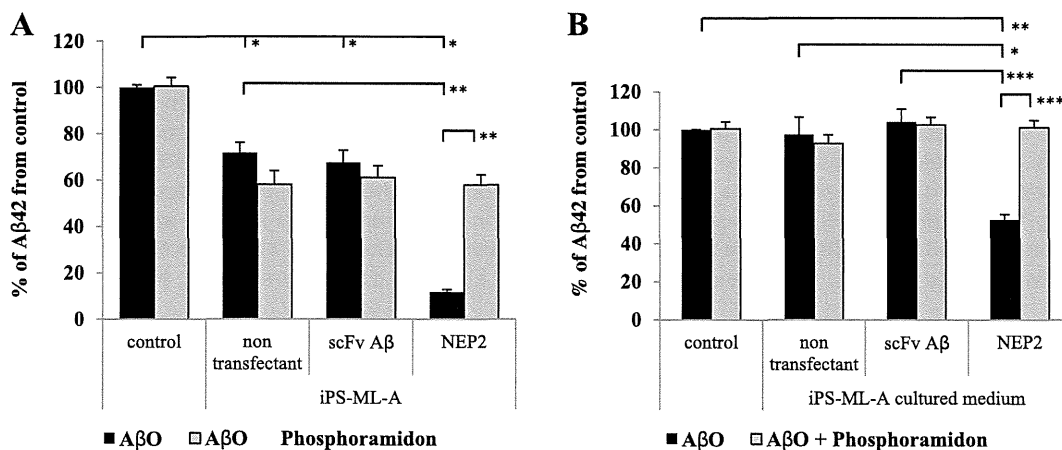 A
% of Aβ42 from control
120
100
80
60
40
20
0
* * *
**
**
control
non transfectant
scFv Aβ
NEP2
iPS-ML-A
AβO AβO Phosphoramidon
B
% of Aβ42 from control
120
100
80
60
40
20
0
**
*
***
***
control
non transfectant
scFv Aβ
NEP2
iPS-ML-A cultured medium
AβO AβO + Phosphoramidon